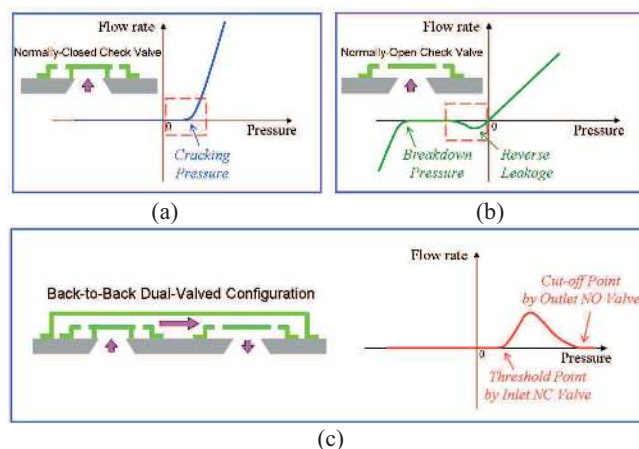 Flow rate
Normally-Closed Check Valve
0
Pressure
Cracking
Pressure
(a)
Flow rate
Normally-Open Check Valve
0
Pressure
Breakdown
Pressure
Reverse
Leakage
(b)
Flow rate
Back-to-Back Dual-Valved Configuration
Cut-off Point
by Outlet NO Valve
0
Pressure
Threshold Point
by Inlet NC Valve
(c)